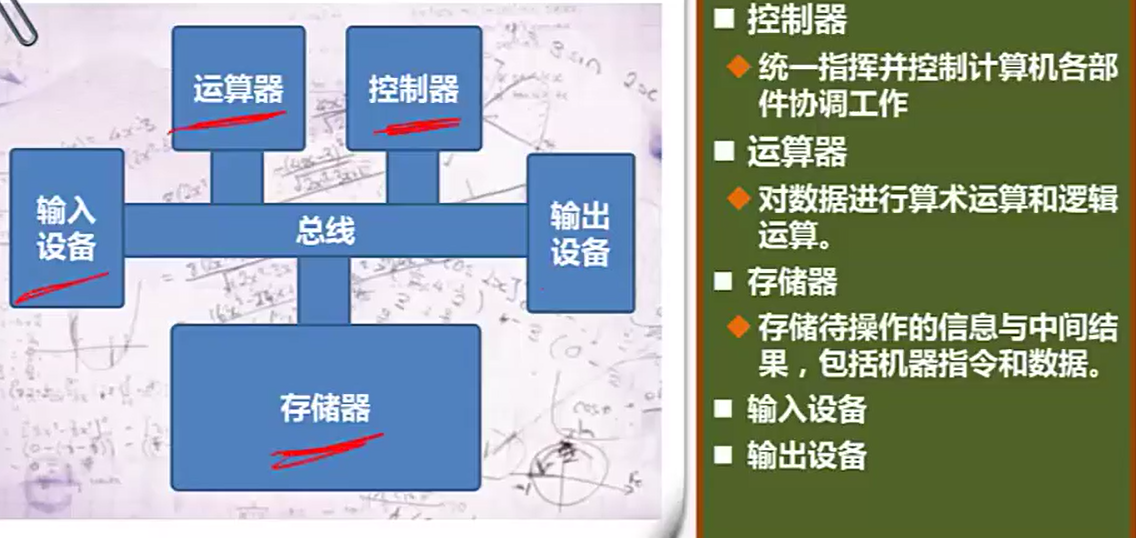 运算器
控制器
输入
设备
总线
输出
设备
存储器
■ 控制器
◆ 统一指挥并控制计算机各部
件协调工作
■ 运算器
◆ 对数据进行算术运算和逻辑
运算。
■ 存储器
◆ 存储待操作的信息与中间结
果，包括机器指令和数据。
■ 输入设备
■ 输出设备